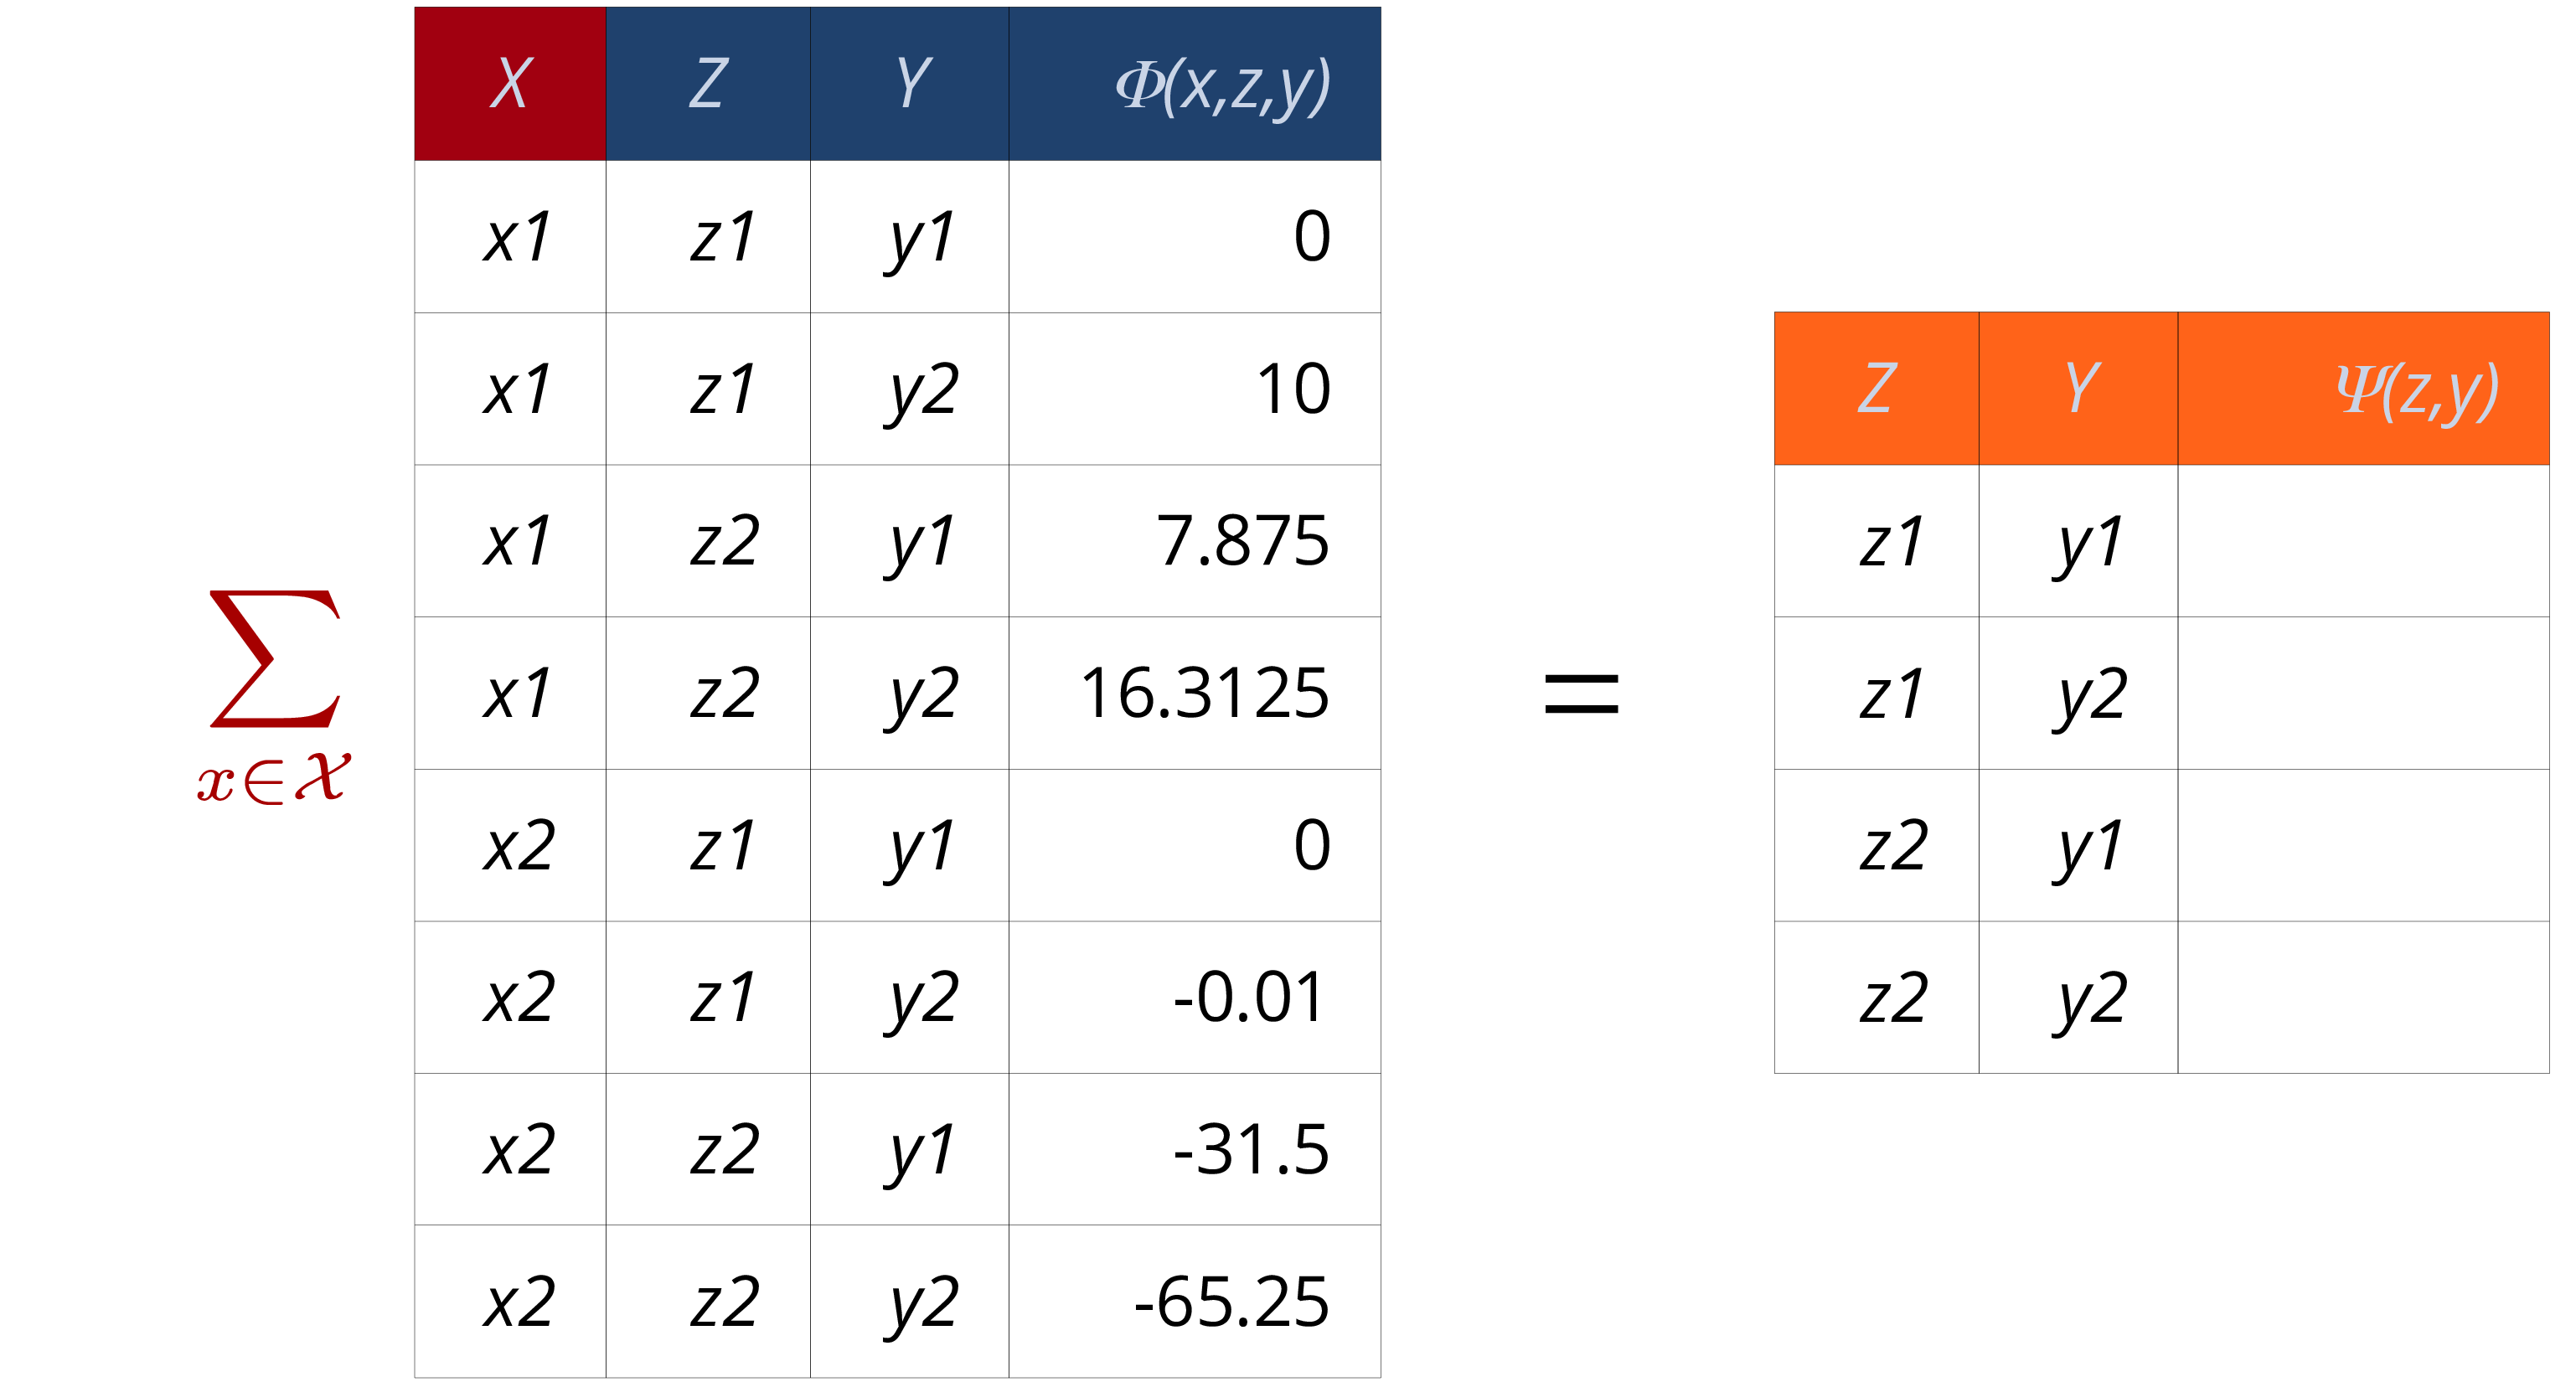 X Z Y Φ(x,z,y)
x1 z1 y1 0
x1 z1 y2 10
x1 z2 y1 7.875
x1 z2 y2 16.3125
x2 z1 y1 0
x2 z1 y2 -0.01
x2 z2 y1 -31.5
x2 z2 y2 -65.25
∑
x∈𝒳
=
Z Y Ψ(z,y)
z1 y1
z1 y2
z2 y1
z2 y2